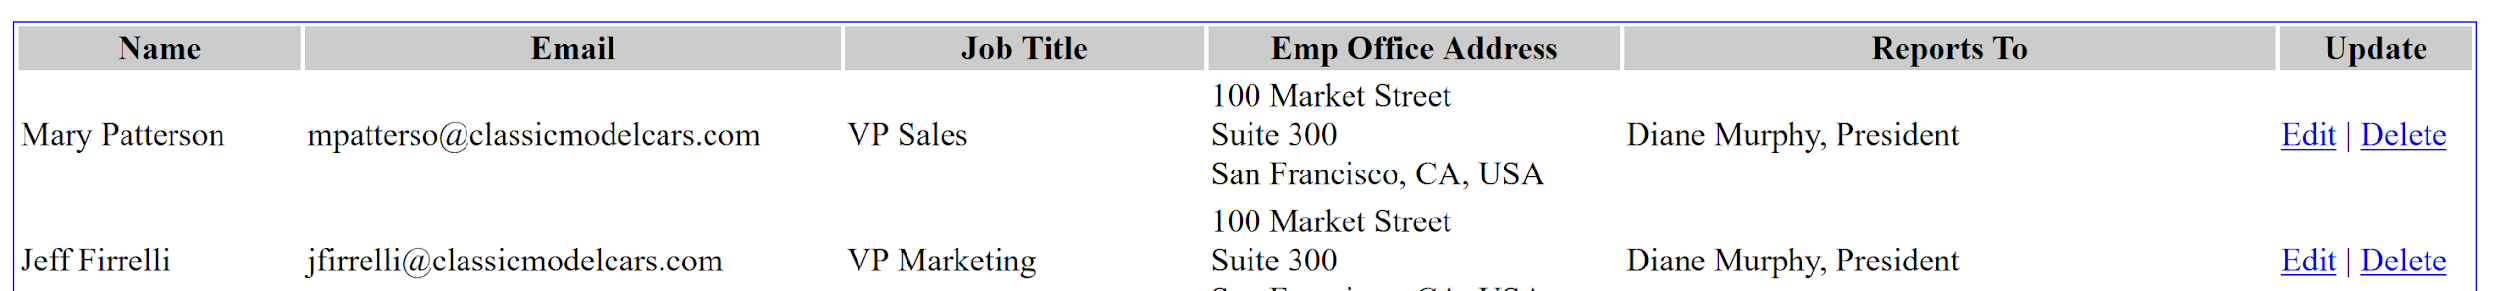 Name Email Job Title Emp Office Address Reports To Update
100 Market Street
Mary Patterson mpatterso@classicmodelcars.com VP Sales Suite 300 Diane Murphy, President Edit | Delete
San Francisco, CA, USA
100 Market Street
Jeff Firrelli jfirrelli@classicmodelcars.com VP Marketing Suite 300 Diane Murphy, President Edit | Delete